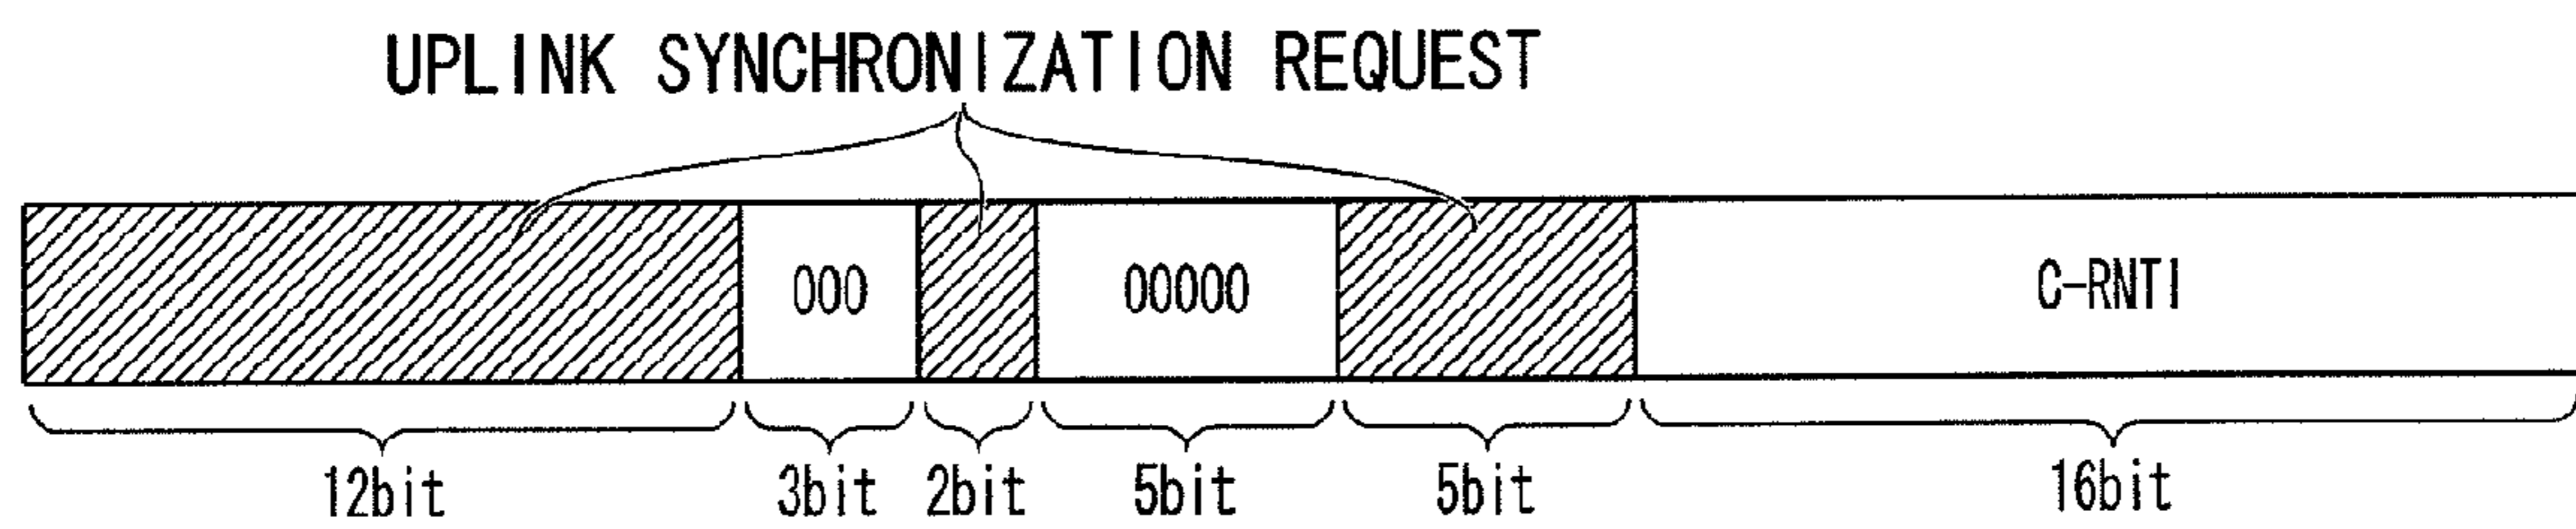 UPLINK SYNCHRONIZATION REQUEST
000 00000 C-RNTI
12bit 3bit 2bit 5bit 5bit 16bit